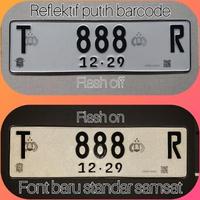 Reflektif putih barcode
T 888 R
12·29
Flash off
Flash on
T 888 R
12·29
Font baru standar samsat